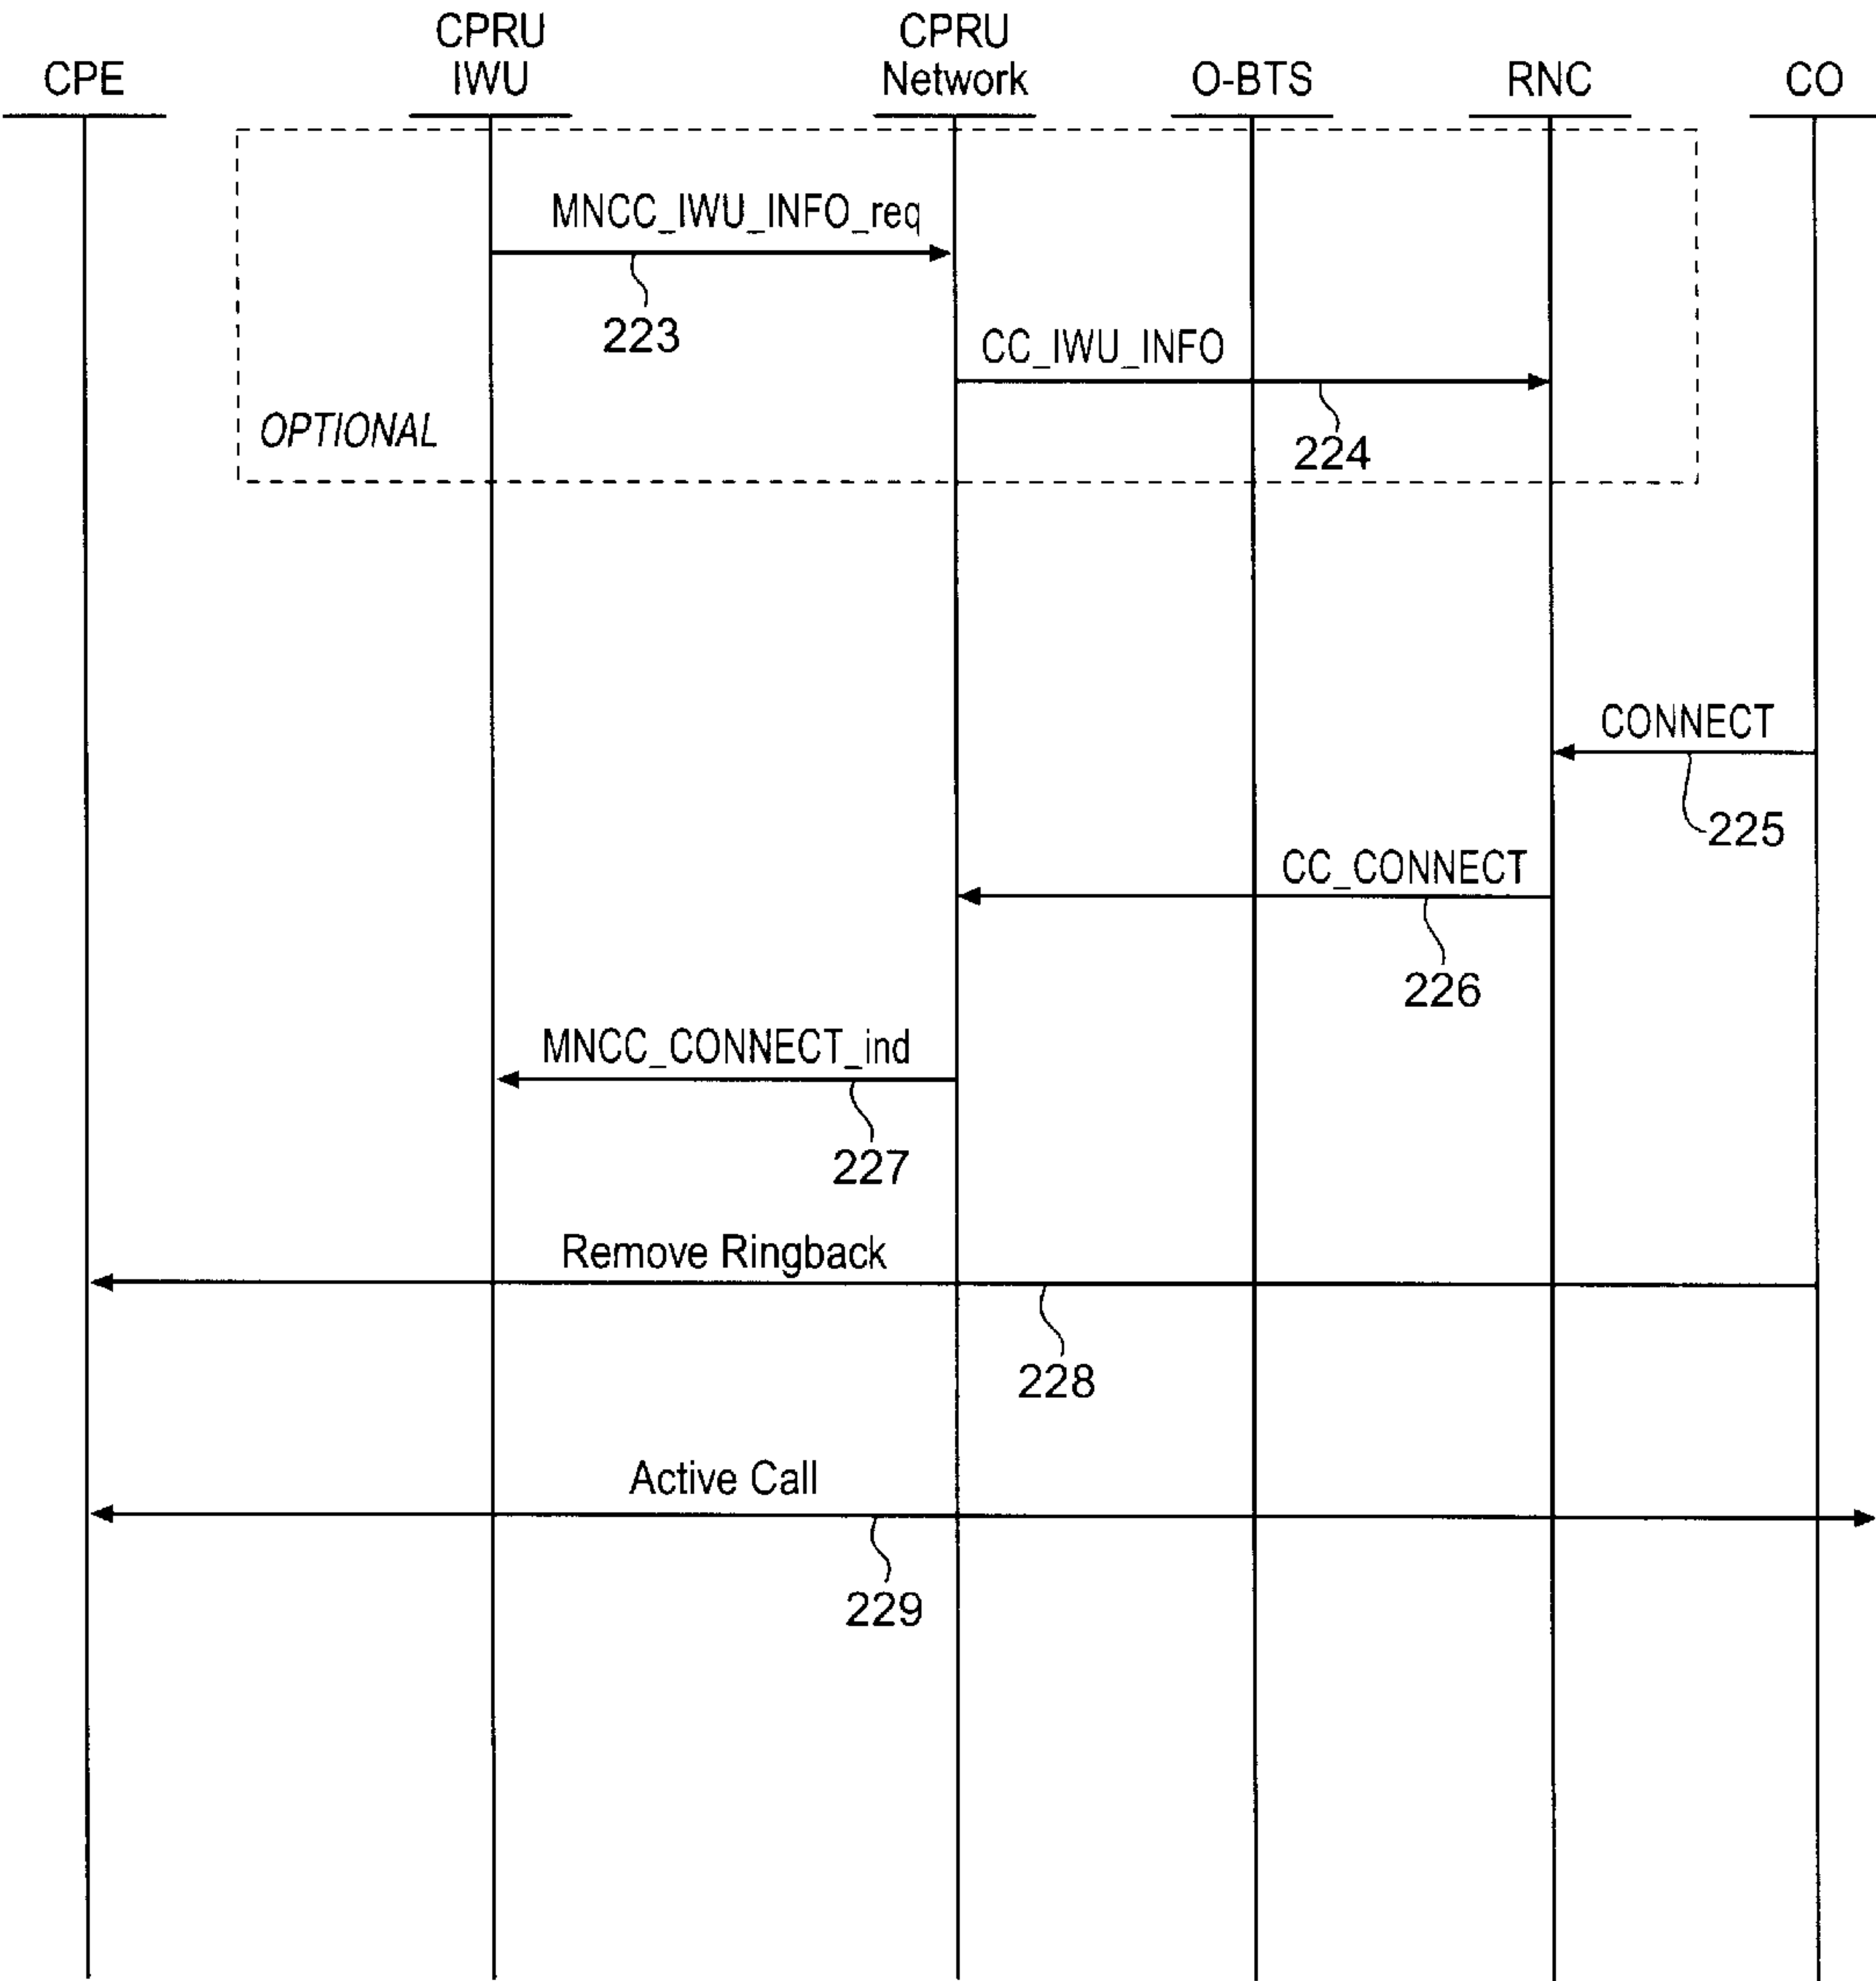 CPE
CPRU
IWU
CPRU
Network
O-BTS
RNC
CO
MNCC_IWU_INFO_req
223
CC_IWU_INFO
224
OPTIONAL
CONNECT
225
CC_CONNECT
226
MNCC_CONNECT_ind
227
Remove Ringback
228
Active Call
229